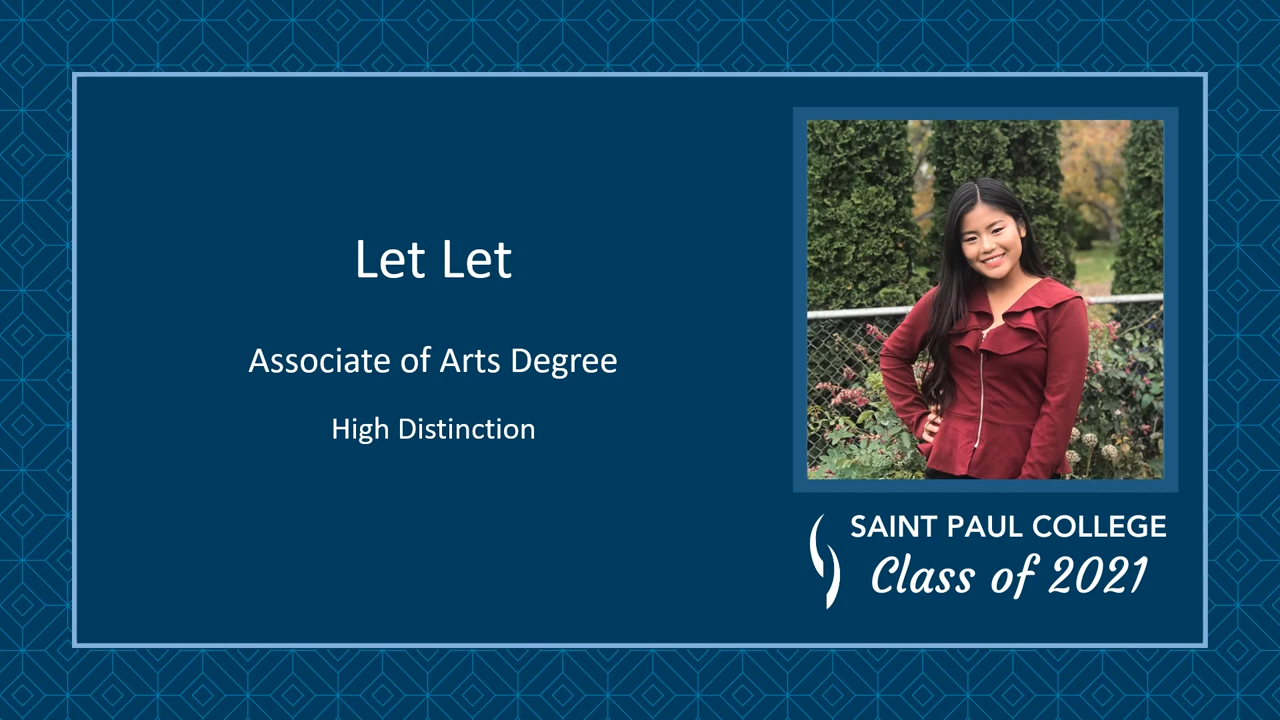 Let Let
Associate of Arts Degree
High Distinction
SAINT PAUL COLLEGE
Class of 2021